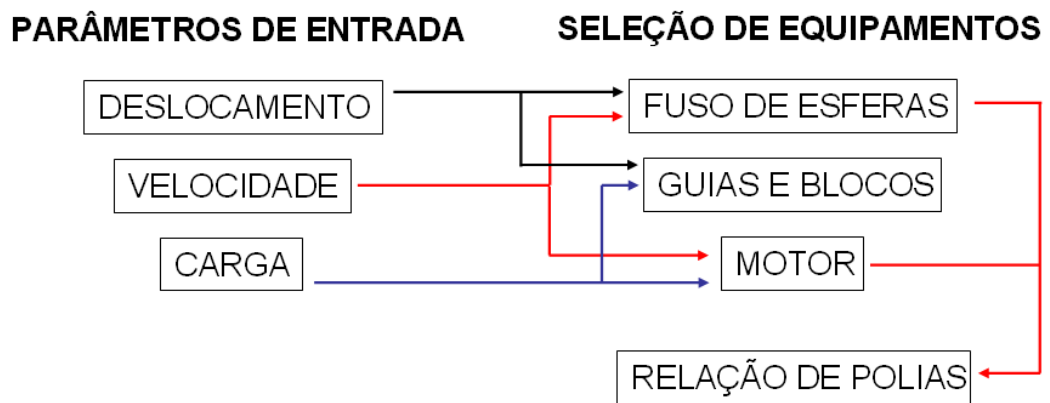 PARÂMETROS DE ENTRADA
SELEÇÃO DE EQUIPAMENTOS
DESLOCAMENTO
FUSO DE ESFERAS
VELOCIDADE
GUIAS E BLOCOS
CARGA
MOTOR
RELAÇÃO DE POLIAS